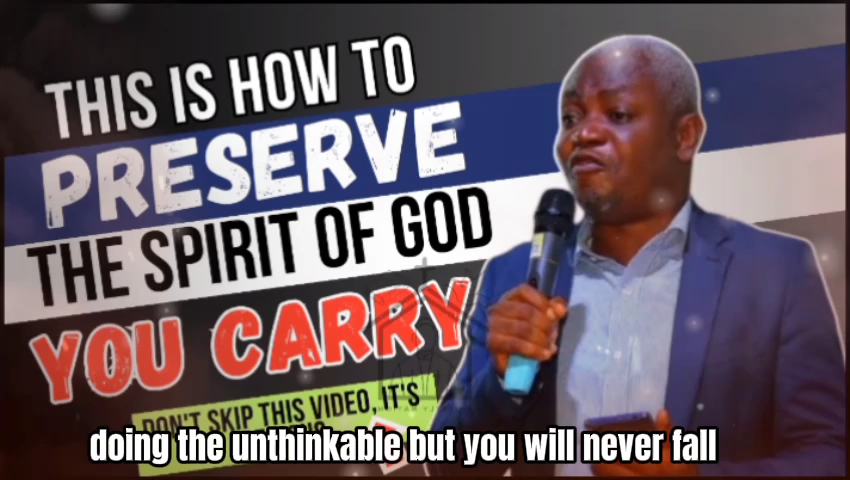 THIS IS HOW TO
PRESERVE
THE SPIRIT OF GOD
YOU CARRY
DON'T SKIP THIS VIDEO, IT'S
doing the unthinkable but you will never fall